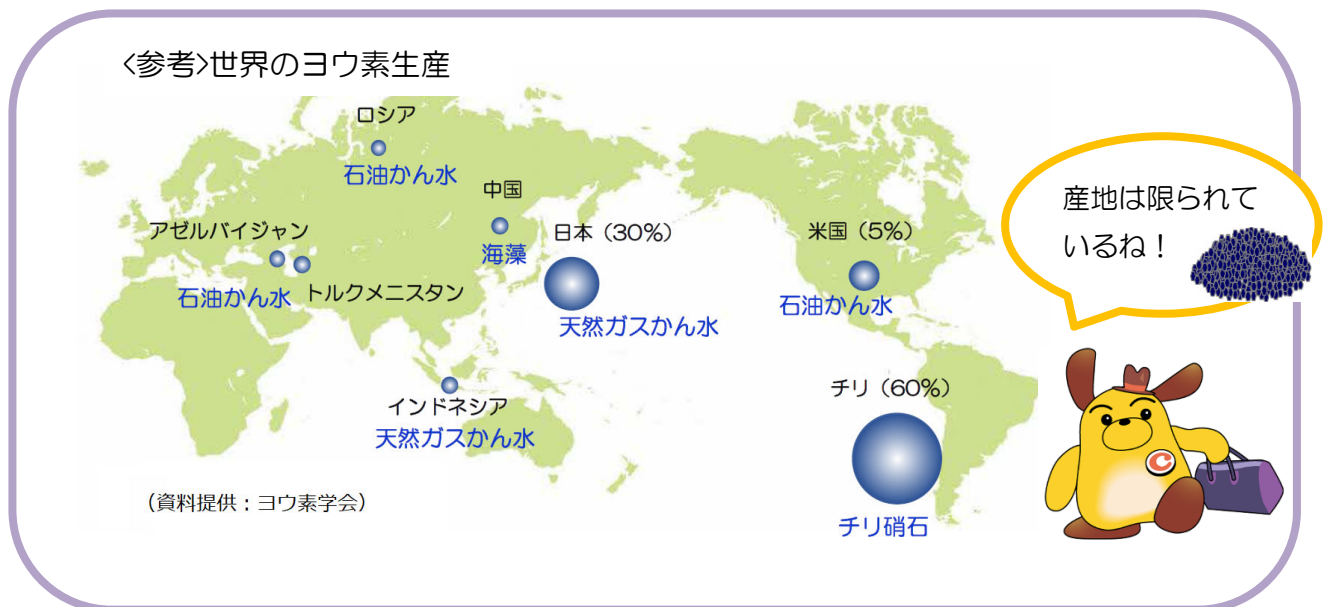 <参考>世界のヨウ素生産
ロシア
石油かん水
中国
海藻
アゼルバイジャン
石油かん水
トルクメニスタン
日本（30%）
天然ガスかん水
米国（5%）
石油かん水
インドネシア
天然ガスかん水
チリ（60%）
チリ硝石
（資料提供：ヨウ素学会）
産地は限られて
いるね！
C